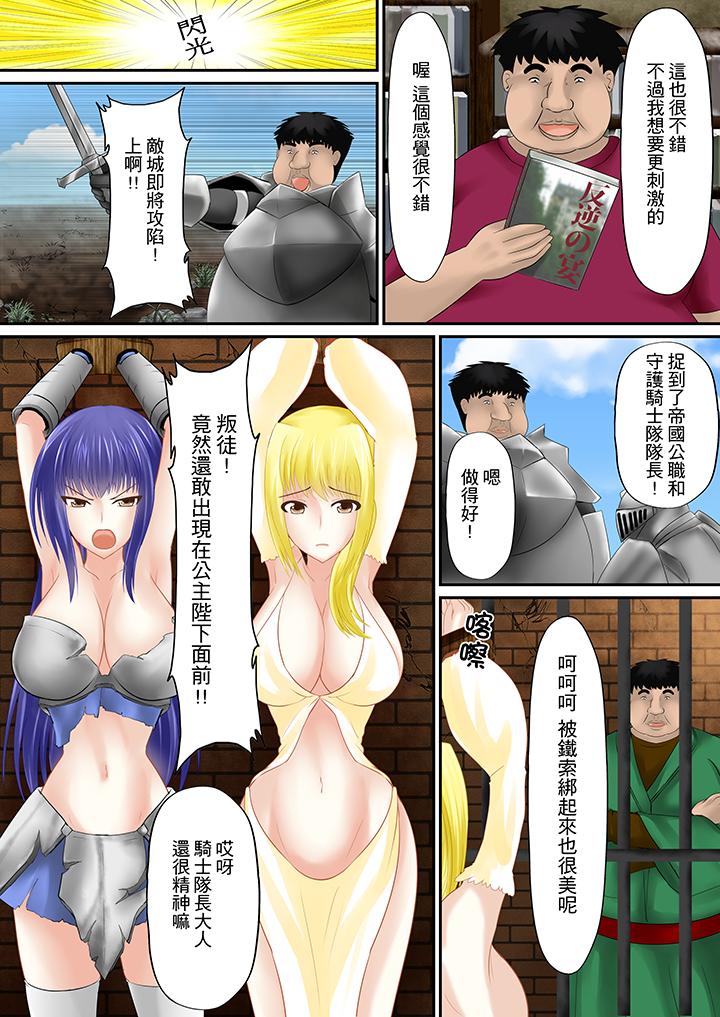 這也很不錯
不過我想要更刺激的
喔 這個感覺很不錯
反逆の宴
閃光
敵城即將攻陷！
上啊!!
捉到了帝國公職和
守護騎士隊隊長！
嗯
做得好！
喀嚓
呵呵呵 被鐵索綁起來也很美呢
叛徒！
竟然還敢出現在公主陛下面前!!
哎呀
騎士隊長大人
還很精神嘛